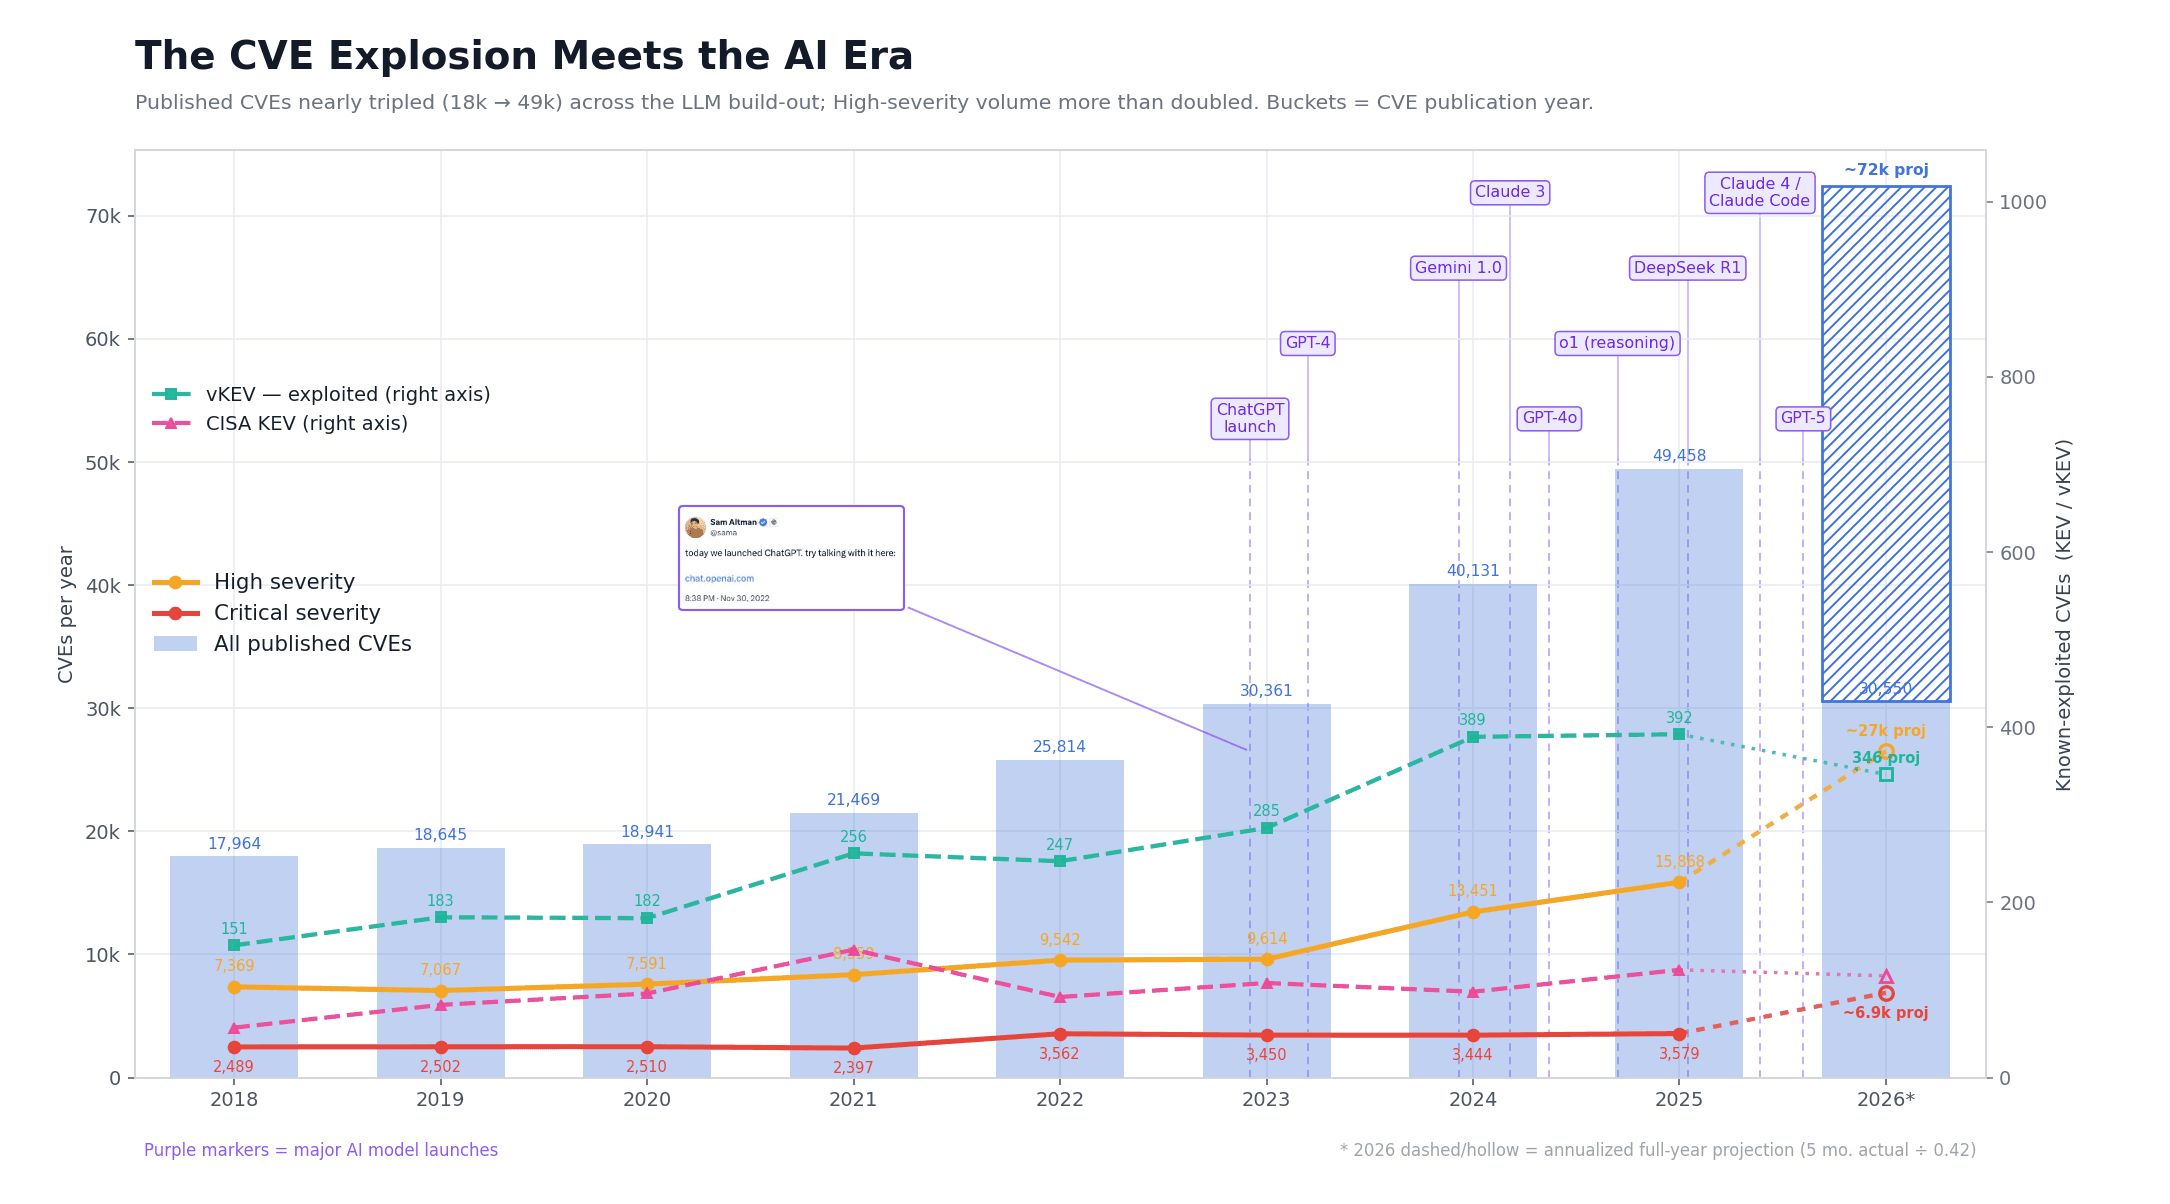 The CVE Explosion Meets the AI Era
Published CVEs nearly tripled (18k → 49k) across the LLM build-out; High-severity volume more than doubled. Buckets = CVE publication year.
~72k proj
Claude 3
Claude 4 /
Claude Code
70k
1000
Gemini 1.0
DeepSeek R1
60k
GPT-4
o1 (reasoning)
800
vKEV — exploited (right axis)
CISA KEV (right axis)
ChatGPT
launch
GPT-4o
GPT-5
50k
49,458
Sam Altman
@sama
today we launched ChatGPT. try talking with it here:
chat.openai.com
8:38 PM · Nov 30, 2022
600
40k
40,131
High severity
Critical severity
All published CVEs
CVEs per year
Known-exploited CVEs (KEV / vKEV)
30k
30,361
30,550
389
392
400
~27k proj
346 proj
25,814
21,469
20k
17,964
18,645
18,941
256
247
285
15,868
151
183
182
13,451
200
10k
7,369
7,067
7,591
9,542
9,614
~6.9k proj
2,489
2,502
2,510
2,397
3,562
3,450
3,444
3,579
0
0
2018
2019
2020
2021
2022
2023
2024
2025
2026*
Purple markers = major AI model launches
* 2026 dashed/hollow = annualized full-year projection (5 mo. actual ÷ 0.42)